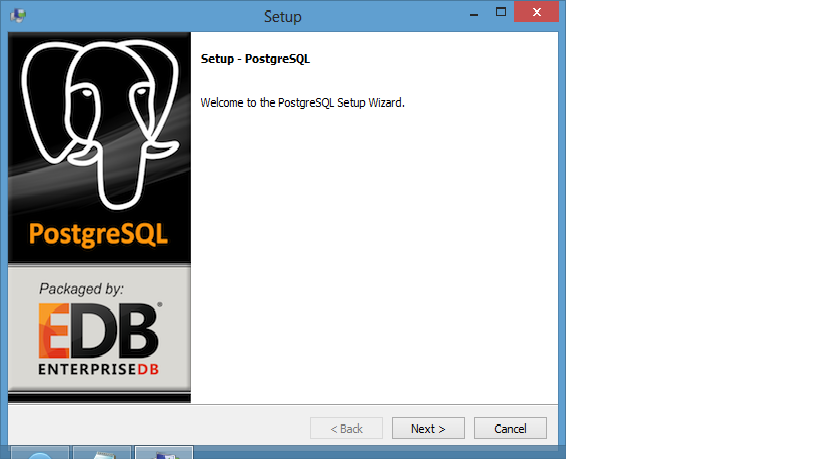 Setup
Setup - PostgreSQL
Welcome to the PostgreSQL Setup Wizard.
PostgreSQL
Packaged by:
EDB®
ENTERPRISEDB
< Back
Next >
Cancel